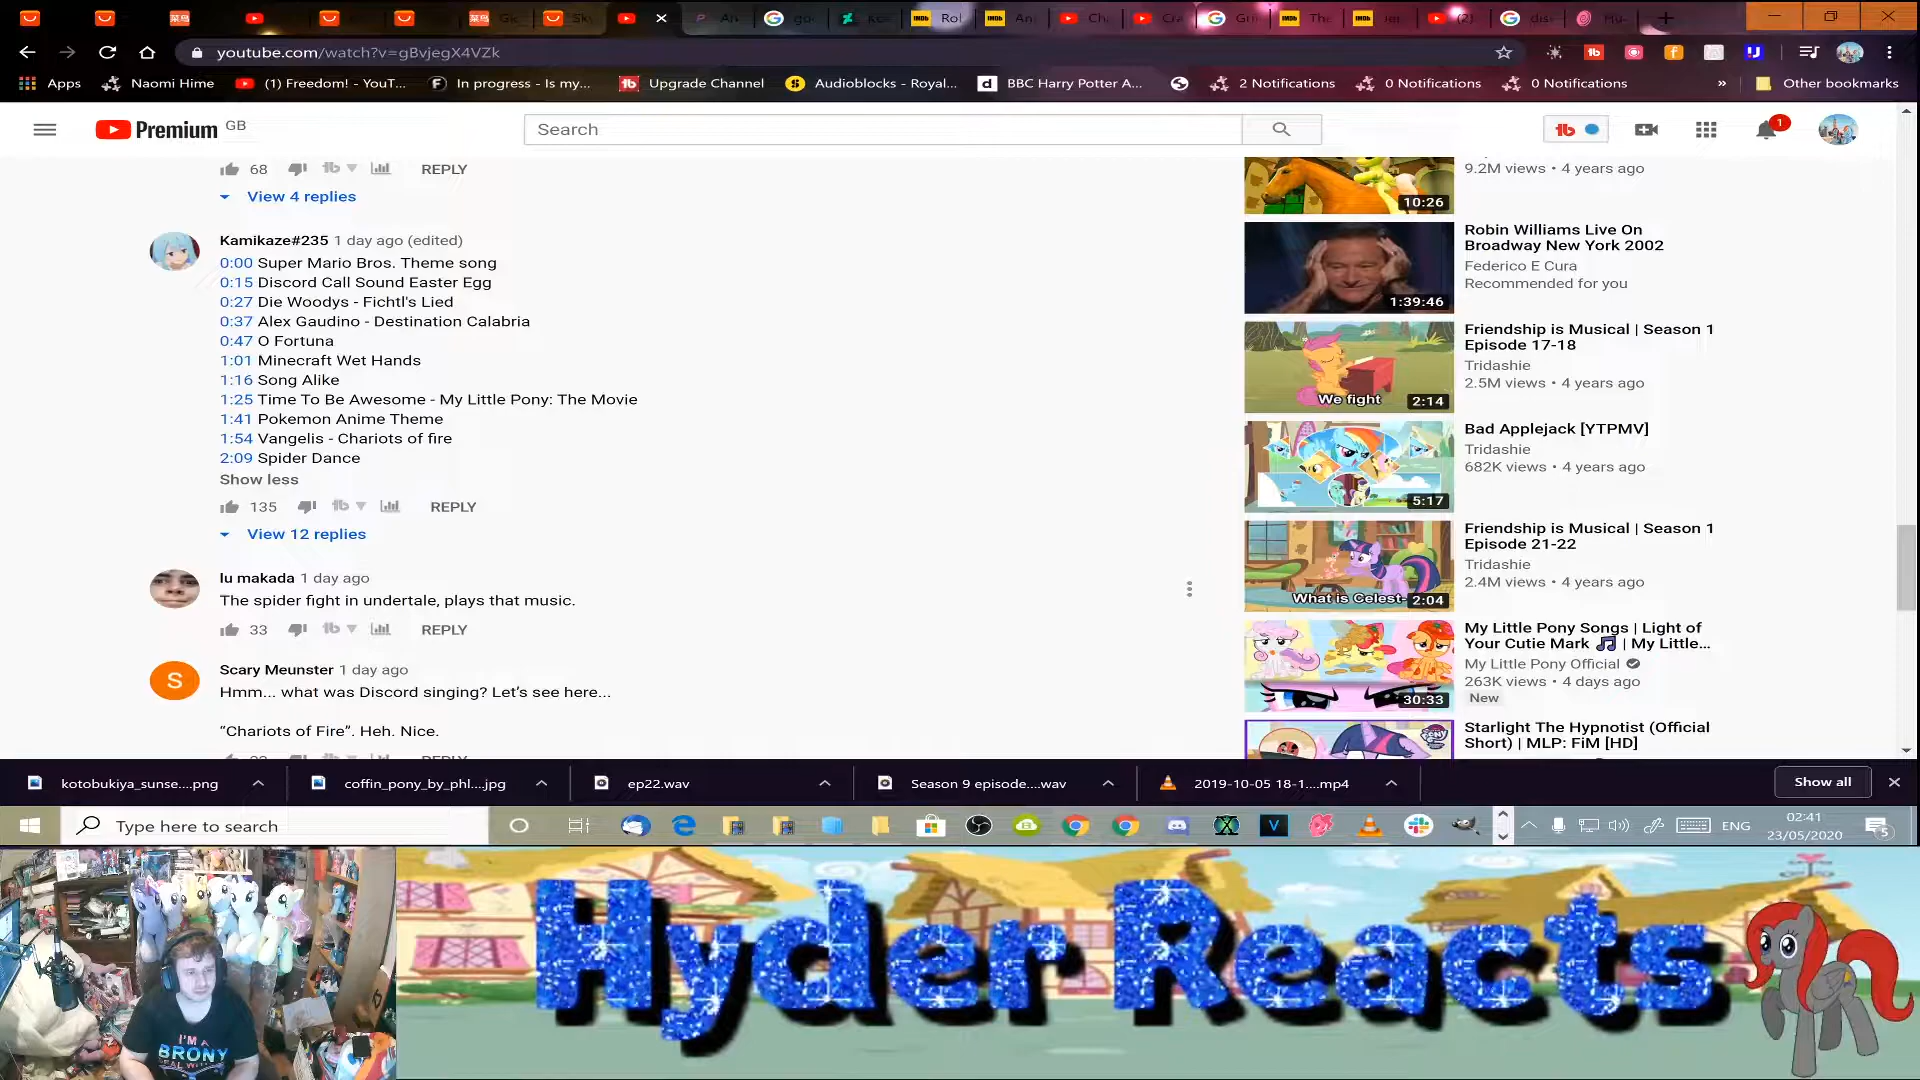 Rol
(2)
youtube.com/watch?v=gBvjegX4VZk
Apps
Naomi Hime
(1) Freedom! - YouT...
In progress - Is my...
Upgrade Channel
Audioblocks - Royal...
BBC Harry Potter A...
2 Notifications
0 Notifications
0 Notifications
»
Other bookmarks
Premium GB
Search
1
68
REPLY
View 4 replies
Kamikaze#235 1 day ago (edited)
0:00 Super Mario Bros. Theme song
0:15 Discord Call Sound Easter Egg
0:27 Die Woodys - Fichtl's Lied
0:37 Alex Gaudino - Destination Calabria
0:47 O Fortuna
1:01 Minecraft Wet Hands
1:16 Song Alike
1:25 Time To Be Awesome - My Little Pony: The Movie
1:41 Pokemon Anime Theme
1:54 Vangelis - Chariots of fire
2:09 Spider Dance
Show less
135
REPLY
View 12 replies
lu makada 1 day ago
The spider fight in undertale, plays that music.
33
REPLY
S
Scary Meunster 1 day ago
Hmm... what was Discord singing? Let’s see here...
“Chariots of Fire”. Heh. Nice.
9.2M views • 4 years ago
10:26
Robin Williams Live On
Broadway New York 2002
Federico E Cura
Recommended for you
1:39:46
Friendship is Musical | Season 1
Episode 17-18
Tridashie
2.5M views • 4 years ago
We fight
2:14
Bad Applejack [YTPMV]
Tridashie
682K views • 4 years ago
5:17
Friendship is Musical | Season 1
Episode 21-22
Tridashie
2.4M views • 4 years ago
What is Celest-
2:04
My Little Pony Songs | Light of
Your Cutie Mark 🎵 | My Little...
My Little Pony Official
263K views • 4 days ago
New
30:33
Starlight The Hypnotist (Official
Short) | MLP: FiM [HD]
kotobukiya_sunse....png
coffin_pony_by_phl....jpg
ep22.wav
Season 9 episode....wav
2019-10-05 18-1....mp4
Show all
Type here to search
ENG
02:41
23/05/2020
5
I'M A
BRONY
Hyder Reacts